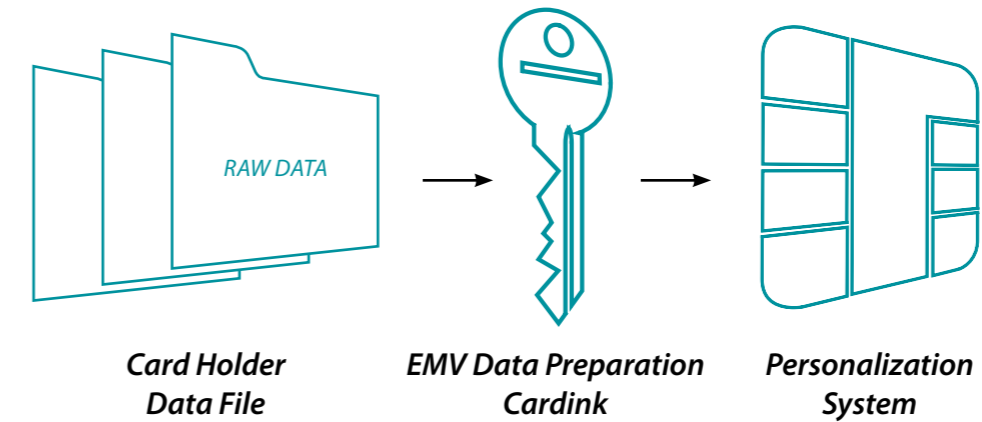 RAW DATA
Card Holder
Data File
EMV Data Preparation
Cardink
Personalization
System